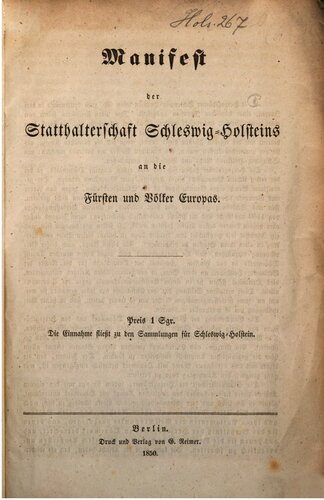 Hols. 267
Manifest
der
Statthalterschaft Schleswig-Holsteins
an die
Fürsten und Völker Europas.
Preis 1 Sgr.
Die Einnahme fließt zu den Sammlungen für Schleswig-Holstein.
Berlin.
Druck und Verlag von G. Reimer.
1850.